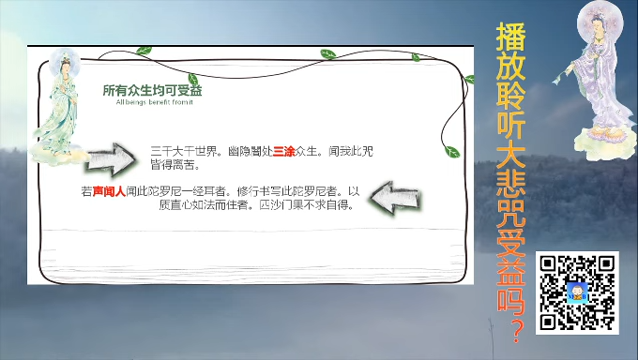 所有众生均可受益
All beings benefit from it
三千大千世界。幽隐闇处三涂众生。闻我此咒
皆得离苦。
若声闻人闻此陀罗尼一经耳者。修行书写此陀罗尼者。以
质直心如法而住者。四沙门果不求自得。
播放聆听大悲咒受益吗？